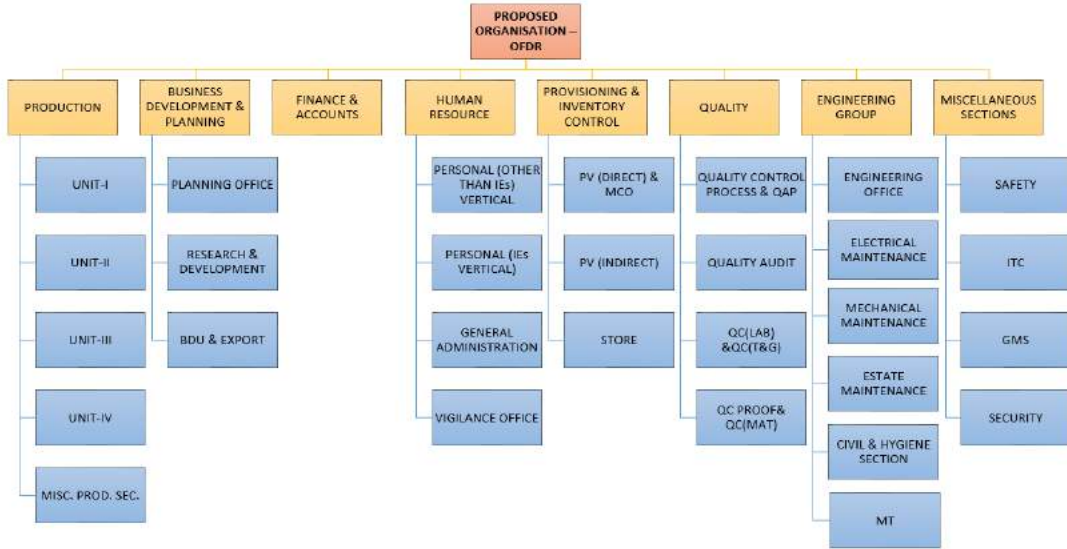 PROPOSED
ORGANISATION –
OFDR
PRODUCTION
BUSINESS
DEVELOPMENT &
PLANNING
FINANCE &
ACCOUNTS
HUMAN
RESOURCE
PROVISIONING &
INVENTORY
CONTROL
QUALITY
ENGINEERING
GROUP
MISCELLANEOUS
SECTIONS
UNIT-I
UNIT-II
UNIT-III
UNIT-IV
MISC. PROD. SEC.
PLANNING OFFICE
RESEARCH &
DEVELOPMENT
BDU & EXPORT
PERSONAL (OTHER
THAN IEs)
VERTICAL
PERSONAL (IEs
VERTICAL)
GENERAL
ADMINISTRATION
VIGILANCE OFFICE
PV (DIRECT) &
MCO
PV (INDIRECT)
STORE
QUALITY CONTROL
PROCESS & QAP
QUALITY AUDIT
QC(LAB)
&QC(T&G)
QC PROOF&
QC(MAT)
ENGINEERING
OFFICE
ELECTRICAL
MAINTENANCE
MECHANICAL
MAINTENANCE
ESTATE
MAINTENANCE
CIVIL & HYGIENE
SECTION
MT
SAFETY
ITC
GMS
SECURITY